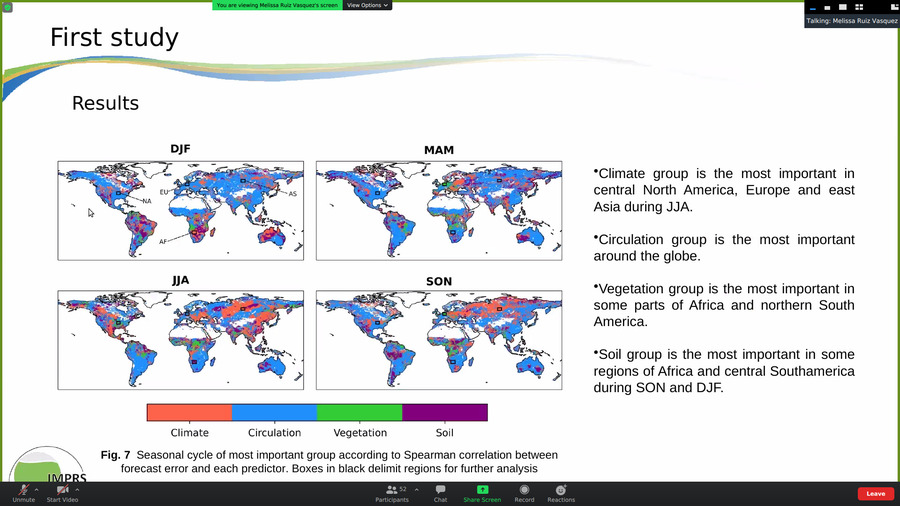 You are viewing Melissa Ruiz Vasquez's screen
View Options
Talking: Melissa Ruiz Vasquez
First study
Results
DJF
MAM
EU
NA
AS
AF
JJA
SON
Climate
Circulation
Vegetation
Soil
Fig. 7 Seasonal cycle of most important group according to Spearman correlation between
forecast error and each predictor. Boxes in black delimit regions for further analysis
•Climate group is the most important in
central North America, Europe and east
Asia during JJA.
•Circulation group is the most important
around the globe.
•Vegetation group is the most important in
some parts of Africa and northern South
America.
•Soil group is the most important in some
regions of Africa and central Southamerica
during SON and DJF.
IMPRS
Unmute
Start Video
Participants
52
Chat
Share Screen
Record
Reactions
Leave